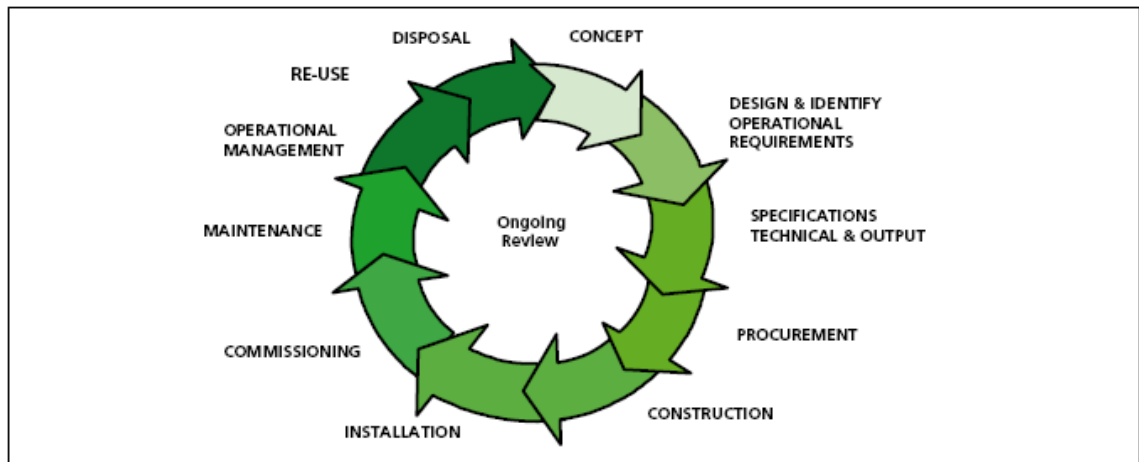 CONCEPT
DESIGN & IDENTIFY
OPERATIONAL
REQUIREMENTS
SPECIFICATIONS
TECHNICAL & OUTPUT
PROCUREMENT
CONSTRUCTION
INSTALLATION
COMMISSIONING
MAINTENANCE
OPERATIONAL
MANAGEMENT
RE-USE
DISPOSAL
Ongoing
Review